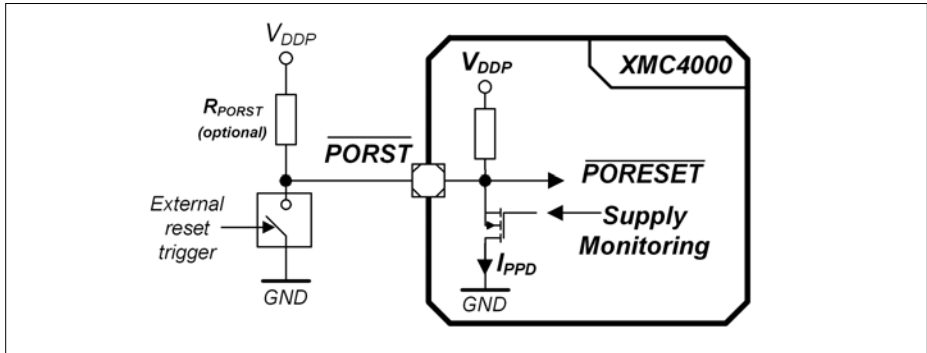 V_DDP
R_PORST
(optional)
External
reset
trigger
GND
PORST
XMC4000
V_DDP
PORESET
Supply
Monitoring
I_PPD
GND